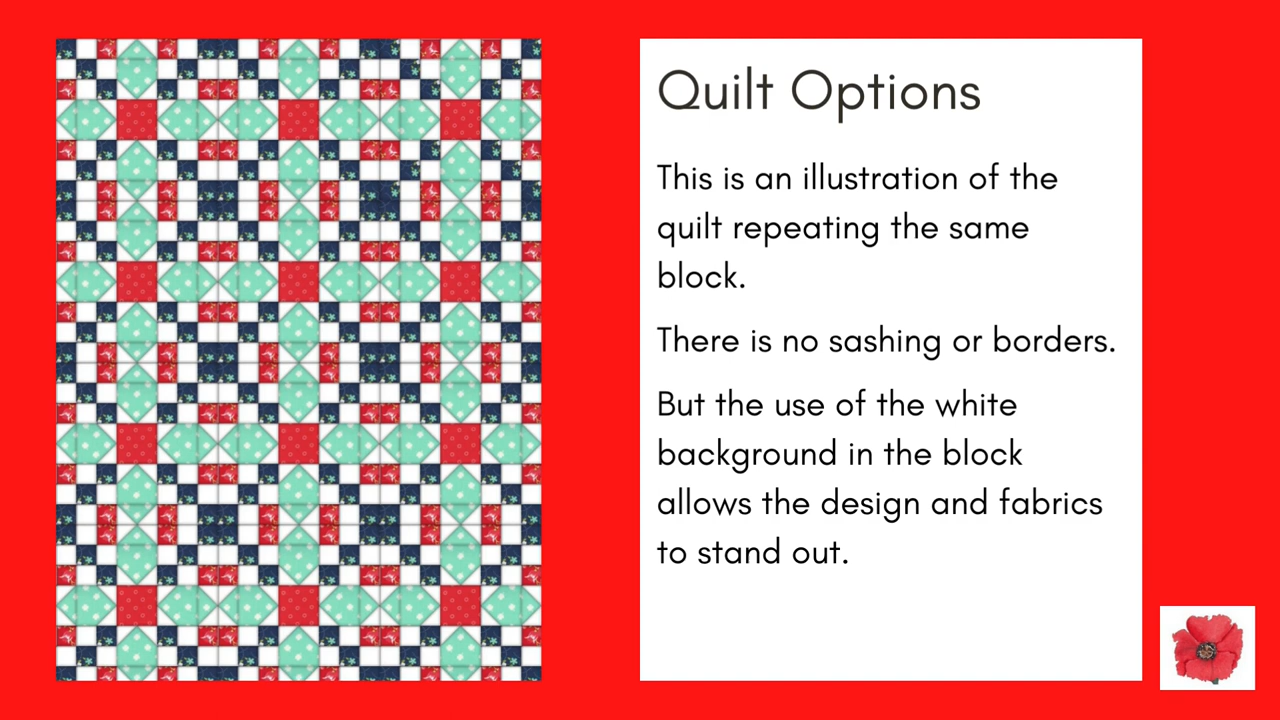 Quilt Options
This is an illustration of the
quilt repeating the same
block.
There is no sashing or borders.
But the use of the white
background in the block
allows the design and fabrics
to stand out.